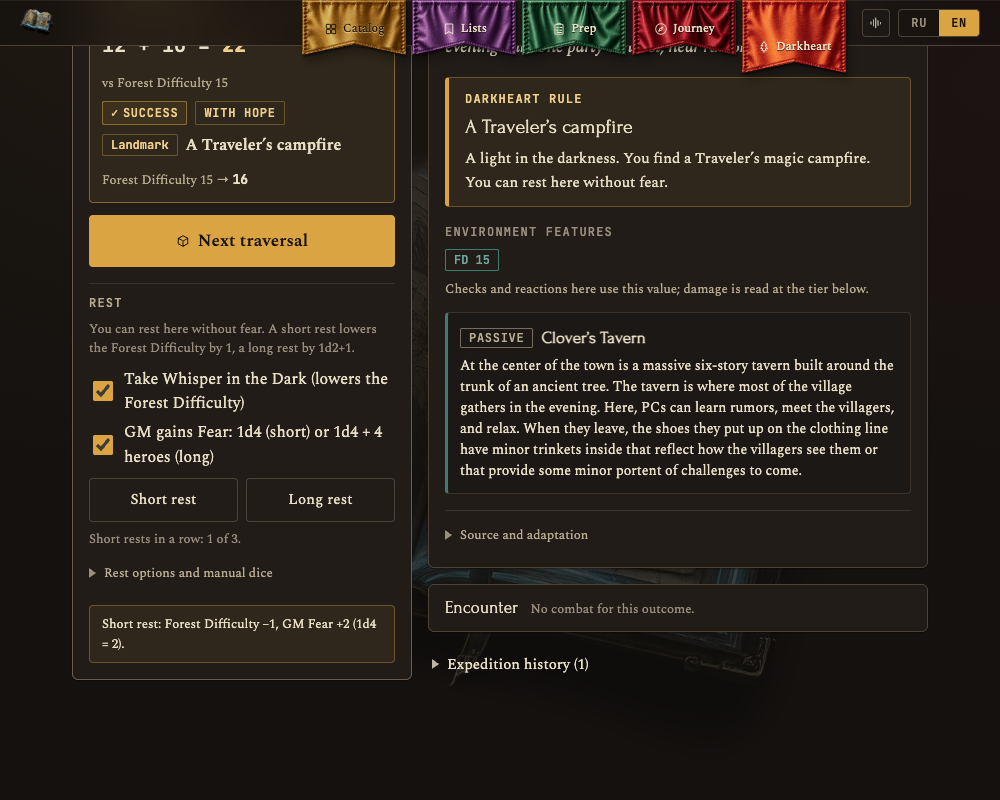 Catalog
Lists
Prep
Journey
Darkheart
RU
EN
12 + 10 = 22
vs Forest Difficulty 15
✓ SUCCESS
WITH HOPE
Landmark A Traveler's campfire
Forest Difficulty 15 → 16
Next traversal
REST
You can rest here without fear. A short rest lowers
the Forest Difficulty by 1, a long rest by 1d2+1.
Take Whisper in the Dark (lowers the
Forest Difficulty)
GM gains Fear: 1d4 (short) or 1d4 + 4
heroes (long)
Short rest
Long rest
Short rests in a row: 1 of 3.
Rest options and manual dice
Short rest: Forest Difficulty −1, GM Fear +2 (1d4
= 2).
DARKHEART RULE
A Traveler's campfire
A light in the darkness. You find a Traveler's magic campfire.
You can rest here without fear.
ENVIRONMENT FEATURES
FD 15
Checks and reactions here use this value; damage is read at the tier below.
PASSIVE Clover's Tavern
At the center of the town is a massive six-story tavern built around the
trunk of an ancient tree. The tavern is where most of the village
gathers in the evening. Here, PCs can learn rumors, meet the villagers,
and relax. When they leave, the shoes they put up on the clothing line
have minor trinkets inside that reflect how the villagers see them or
that provide some minor portent of challenges to come.
Source and adaptation
Encounter No combat for this outcome.
Expedition history (1)